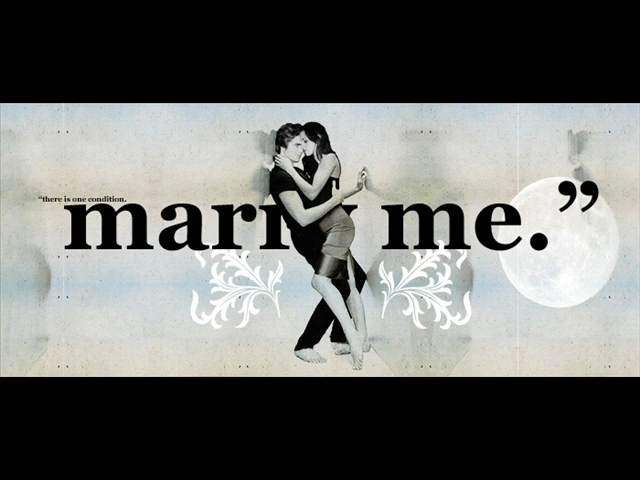 “there is one condition.
marry me.”